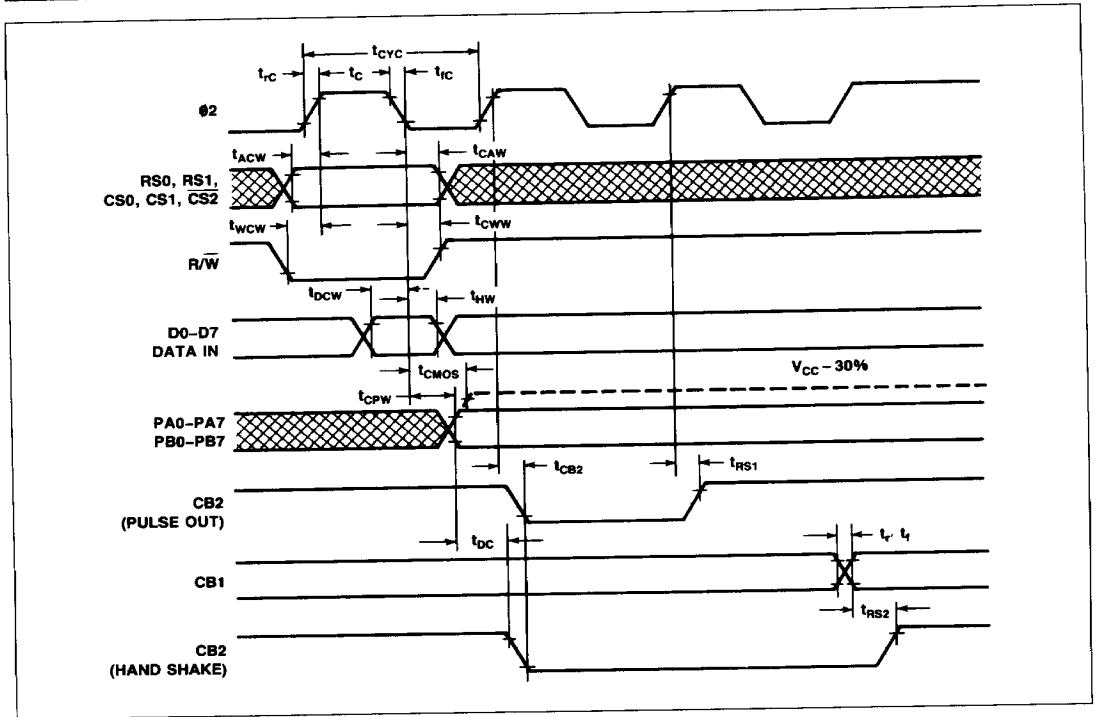 tCYC
trC
tC
tfC
Ø2
tACW
tCAW
RS0, RS1,
CS0, CS1, C̅S̅2̅
tWCW
tCWW
R/W̅
tDCW
tHW
D0–D7
DATA IN
tCMOS
VCC – 30%
tCPW
PA0–PA7
PB0–PB7
tCB2
tRS1
CB2
(PULSE OUT)
tDC
tr, tf
CB1
tRS2
CB2
(HAND SHAKE)